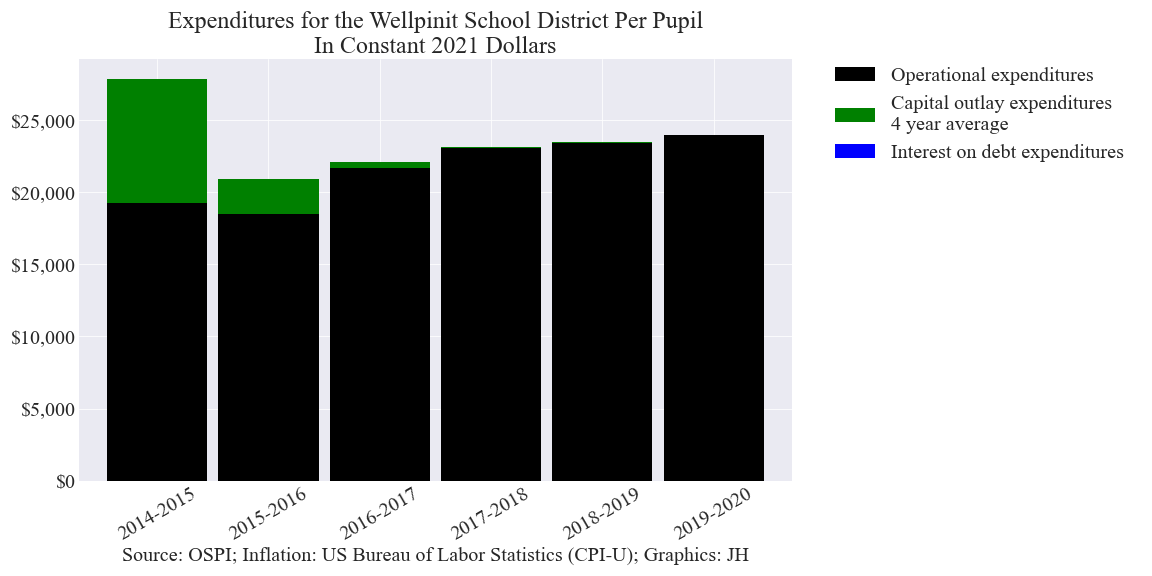 Expenditures for the Wellpinit School District Per Pupil
In Constant 2021 Dollars
Operational expenditures
Capital outlay expenditures
4 year average
Interest on debt expenditures
$25,000
$20,000
$15,000
$10,000
$5,000
$0
2014-2015
2015-2016
2016-2017
2017-2018
2018-2019
2019-2020
Source: OSPI; Inflation: US Bureau of Labor Statistics (CPI-U); Graphics: JH